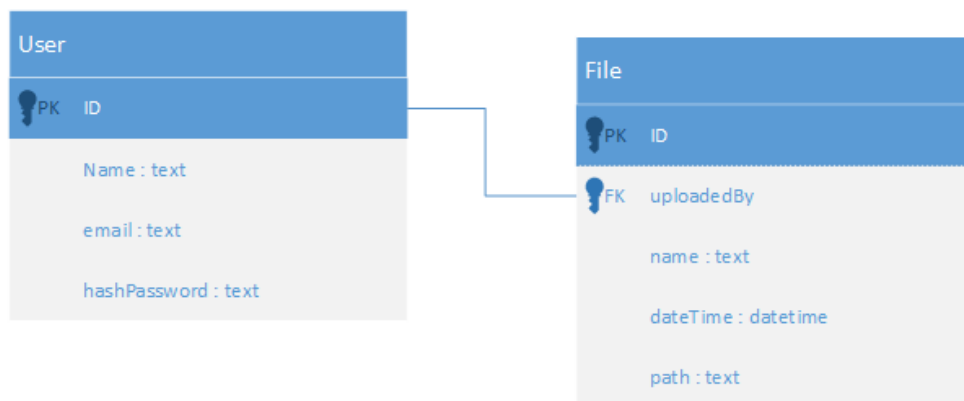 User
PK ID
Name : text
email : text
hashPassword : text
File
PK ID
FK uploadedBy
name : text
dateTime : datetime
path : text